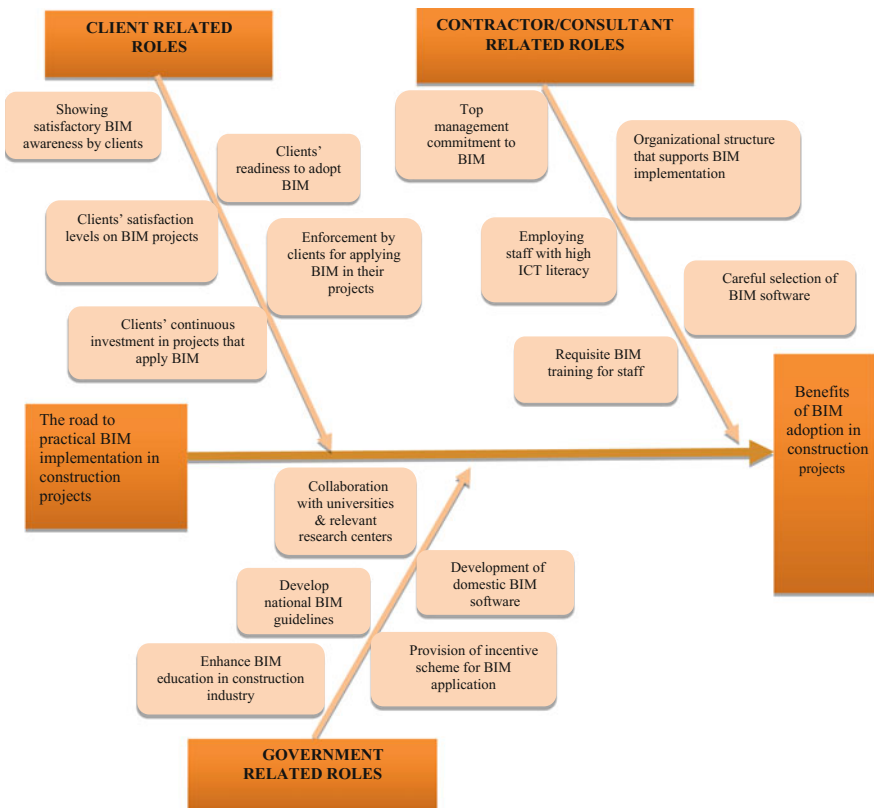 CLIENT RELATED
ROLES
CONTRACTOR/CONSULTANT
RELATED ROLES
Showing
satisfactory BIM
awareness by clients
Clients'
readiness to adopt
BIM
Clients' satisfaction
levels on BIM projects
Enforcement by
clients for applying
BIM in their
projects
Clients' continuous
investment in projects that
apply BIM
Top
management
commitment to
BIM
Organizational structure
that supports BIM
implementation
Employing
staff with high
ICT literacy
Careful selection of
BIM software
Requisite BIM
training for staff
The road to
practical BIM
implementation in
construction
projects
Benefits
of BIM
adoption in
construction
projects
Collaboration
with universities
& relevant
research centers
Development of
domestic BIM
software
Develop
national BIM
guidelines
Provision of incentive
scheme for BIM
application
Enhance BIM
education in construction
industry
GOVERNMENT
RELATED ROLES